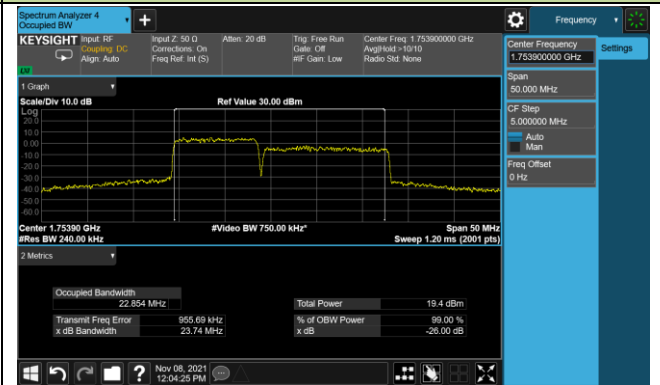 Spectrum Analyzer 4
Occupied BW
Frequency
KEYSIGHT
Input: RF
Coupling: DC
Align: Auto
Input Z: 50 Ω
Corrections: On
Freq Ref: Int (S)
Atten: 20 dB
Trig: Free Run
Gate: Off
#IF Gain: Low
Center Freq: 1.753900000 GHz
Avg|Hold:>10/10
Radio Std: None
Center Frequency
1.753900000 GHz
Settings
Span
50.000 MHz
CF Step
5.000000 MHz
Auto
Man
Freq Offset
0 Hz
1 Graph
Scale/Div 10.0 dB
Ref Value 30.00 dBm
Log
20.0
10.0
0.00
-10.0
-20.0
-30.0
-40.0
-50.0
-60.0
Center 1.75390 GHz
#Video BW 750.00 kHz*
Span 50 MHz
#Res BW 240.00 kHz
Sweep 1.20 ms (2001 pts)
2 Metrics
Occupied Bandwidth
22.854 MHz
Total Power
19.4 dBm
Transmit Freq Error
955.69 kHz
% of OBW Power
99.00 %
x dB Bandwidth
23.74 MHz
x dB
-26.00 dB
Nov 08, 2021
12:04:25 PM